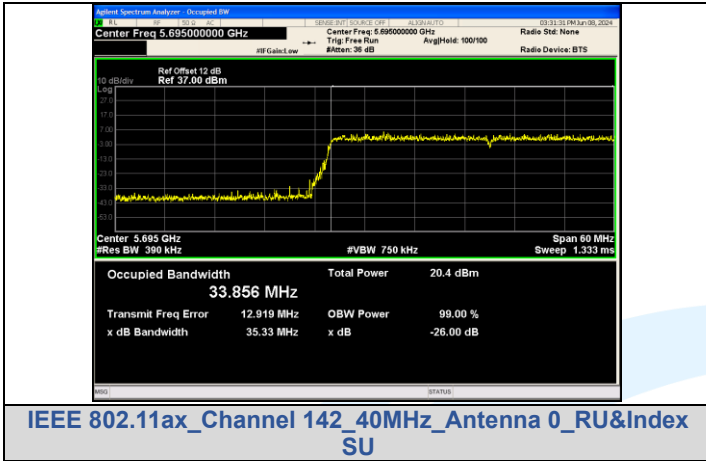 Agilent Spectrum Analyzer - Occupied BW
RL RF 50 Ω AC SENSE:INT SOURCE OFF ALIGN AUTO 03:31:31 PM Jun 08, 2024
Center Freq 5.695000000 GHz Center Freq: 5.695000000 GHz Radio Std: None
Trig: Free Run Avg|Hold: 100/100
#IFGain:Low #Atten: 36 dB Radio Device: BTS
Ref Offset 12 dB
10 dB/div Ref 37.00 dBm
Log
27.0
17.0
7.00
-3.00
-13.0
-23.0
-33.0
-43.0
-53.0
Center 5.695 GHz Span 60 MHz
#Res BW 390 kHz #VBW 750 kHz Sweep 1.333 ms
Occupied Bandwidth Total Power 20.4 dBm
33.856 MHz
Transmit Freq Error 12.919 MHz OBW Power 99.00 %
x dB Bandwidth 35.33 MHz x dB -26.00 dB
MSG STATUS
IEEE 802.11ax_Channel 142_40MHz_Antenna 0_RU&Index
SU